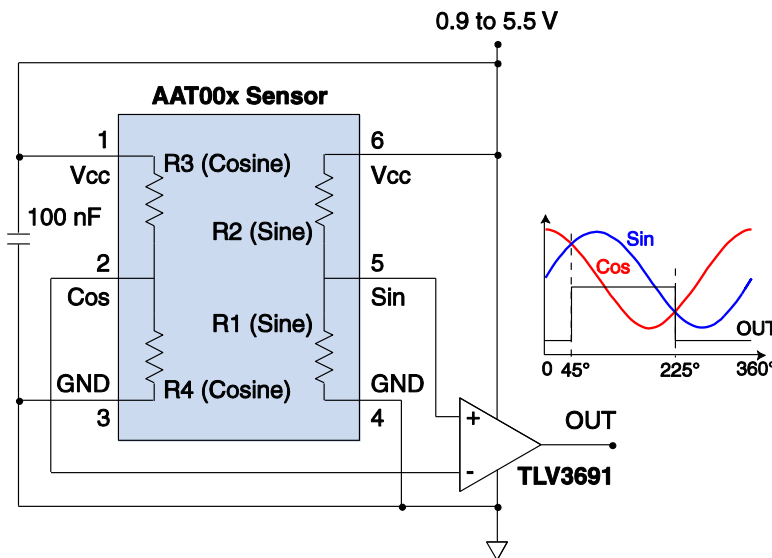 0.9 to 5.5 V
AAT00x Sensor
1
6
R3 (Cosine)
Vcc
Vcc
100 nF
R2 (Sine)
2
5
Cos
Sin
R1 (Sine)
GND
GND
R4 (Cosine)
3
4
+
-
OUT
TLV3691
Sin
Cos
OUT
0 45° 225° 360°